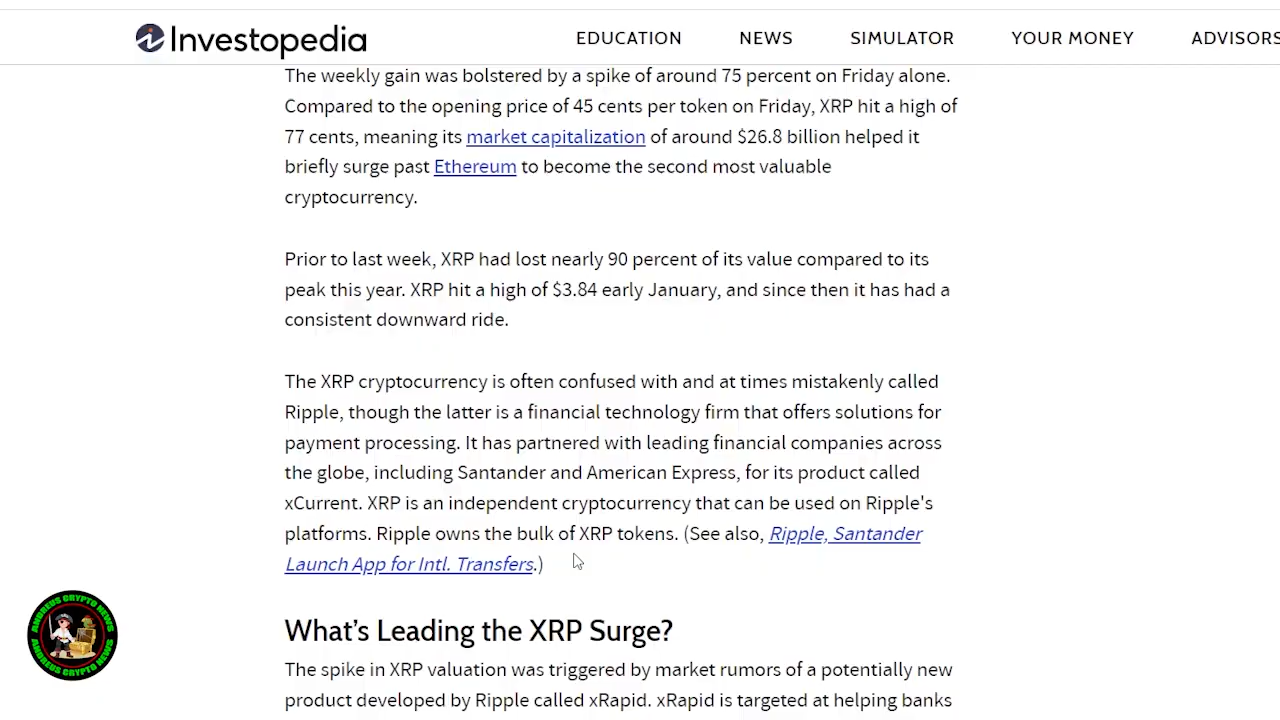 Investopedia
EDUCATION NEWS SIMULATOR YOUR MONEY ADVISORS
The weekly gain was bolstered by a spike of around 75 percent on Friday alone.
Compared to the opening price of 45 cents per token on Friday, XRP hit a high of
77 cents, meaning its market capitalization of around $26.8 billion helped it
briefly surge past Ethereum to become the second most valuable
cryptocurrency.
Prior to last week, XRP had lost nearly 90 percent of its value compared to its
peak this year. XRP hit a high of $3.84 early January, and since then it has had a
consistent downward ride.
The XRP cryptocurrency is often confused with and at times mistakenly called
Ripple, though the latter is a financial technology firm that offers solutions for
payment processing. It has partnered with leading financial companies across
the globe, including Santander and American Express, for its product called
xCurrent. XRP is an independent cryptocurrency that can be used on Ripple's
platforms. Ripple owns the bulk of XRP tokens. (See also, Ripple, Santander
Launch App for Intl. Transfers.)
ANDREUS CRYPTO NEWS
ANDREUS CRYPTO NEWS
What’s Leading the XRP Surge?
The spike in XRP valuation was triggered by market rumors of a potentially new
product developed by Ripple called xRapid. xRapid is targeted at helping banks